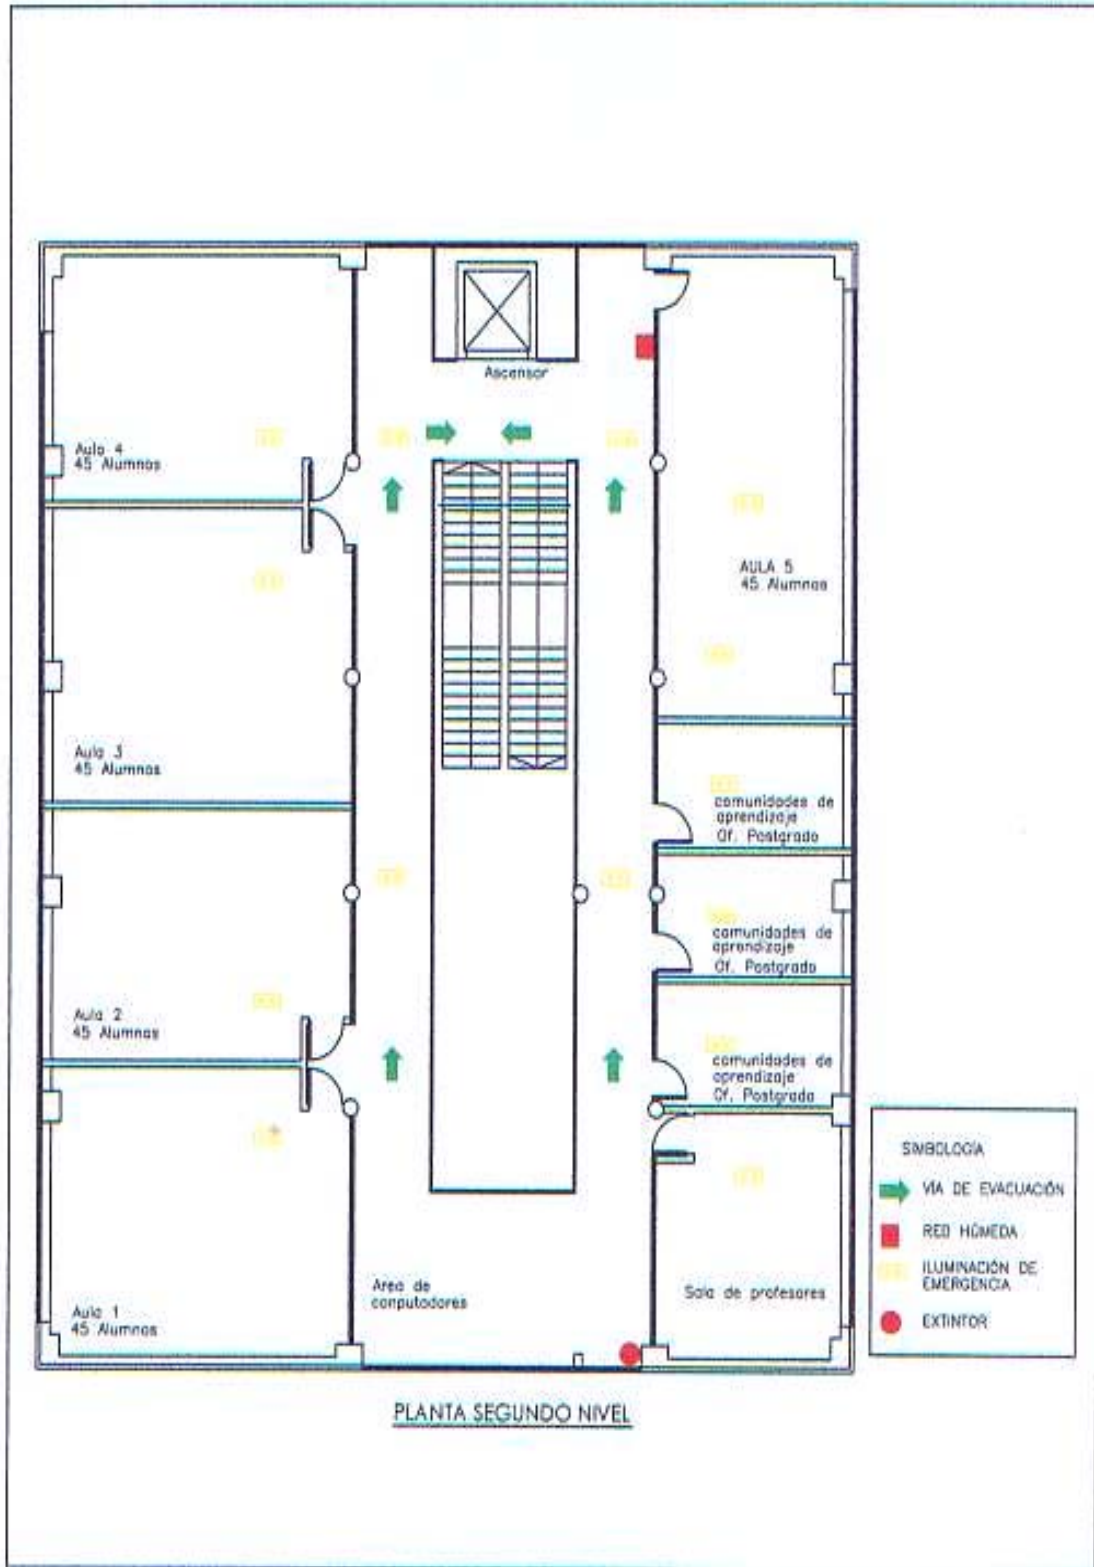 Ascensor
Aula 4
45 Alumnos
AULA 5
45 Alumnos
Aula 3
45 Alumnos
comunidades de
aprendizaje
Of. Postgrado
comunidades de
aprendizaje
Of. Postgrado
Aula 2
45 Alumnos
comunidades de
aprendizaje
Of. Postgrado
Area de
conputadores
Sala de profesores
Aula 1
45 Alumnos
SIMBOLOGÍA
VÍA DE EVACUACIÓN
RED HÚMEDA
ILUMINACIÓN DE
EMERGENCIA
EXTINTOR
PLANTA SEGUNDO NIVEL